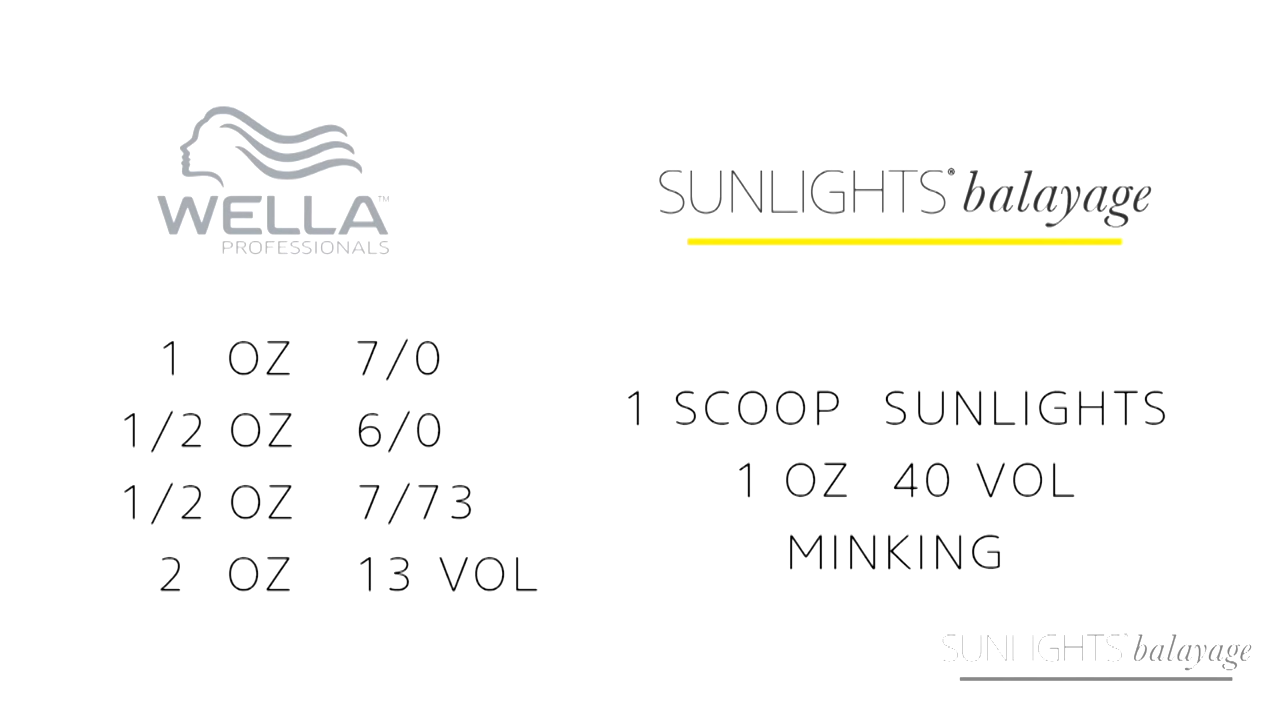 WELLA™
PROFESSIONALS
1 OZ 7/0
1/2 OZ 6/0
1/2 OZ 7/73
2 OZ 13 VOL
SUNLIGHTS® balayage
1 SCOOP SUNLIGHTS
1 OZ 40 VOL
MINKING
SUNLIGHTS® balayage